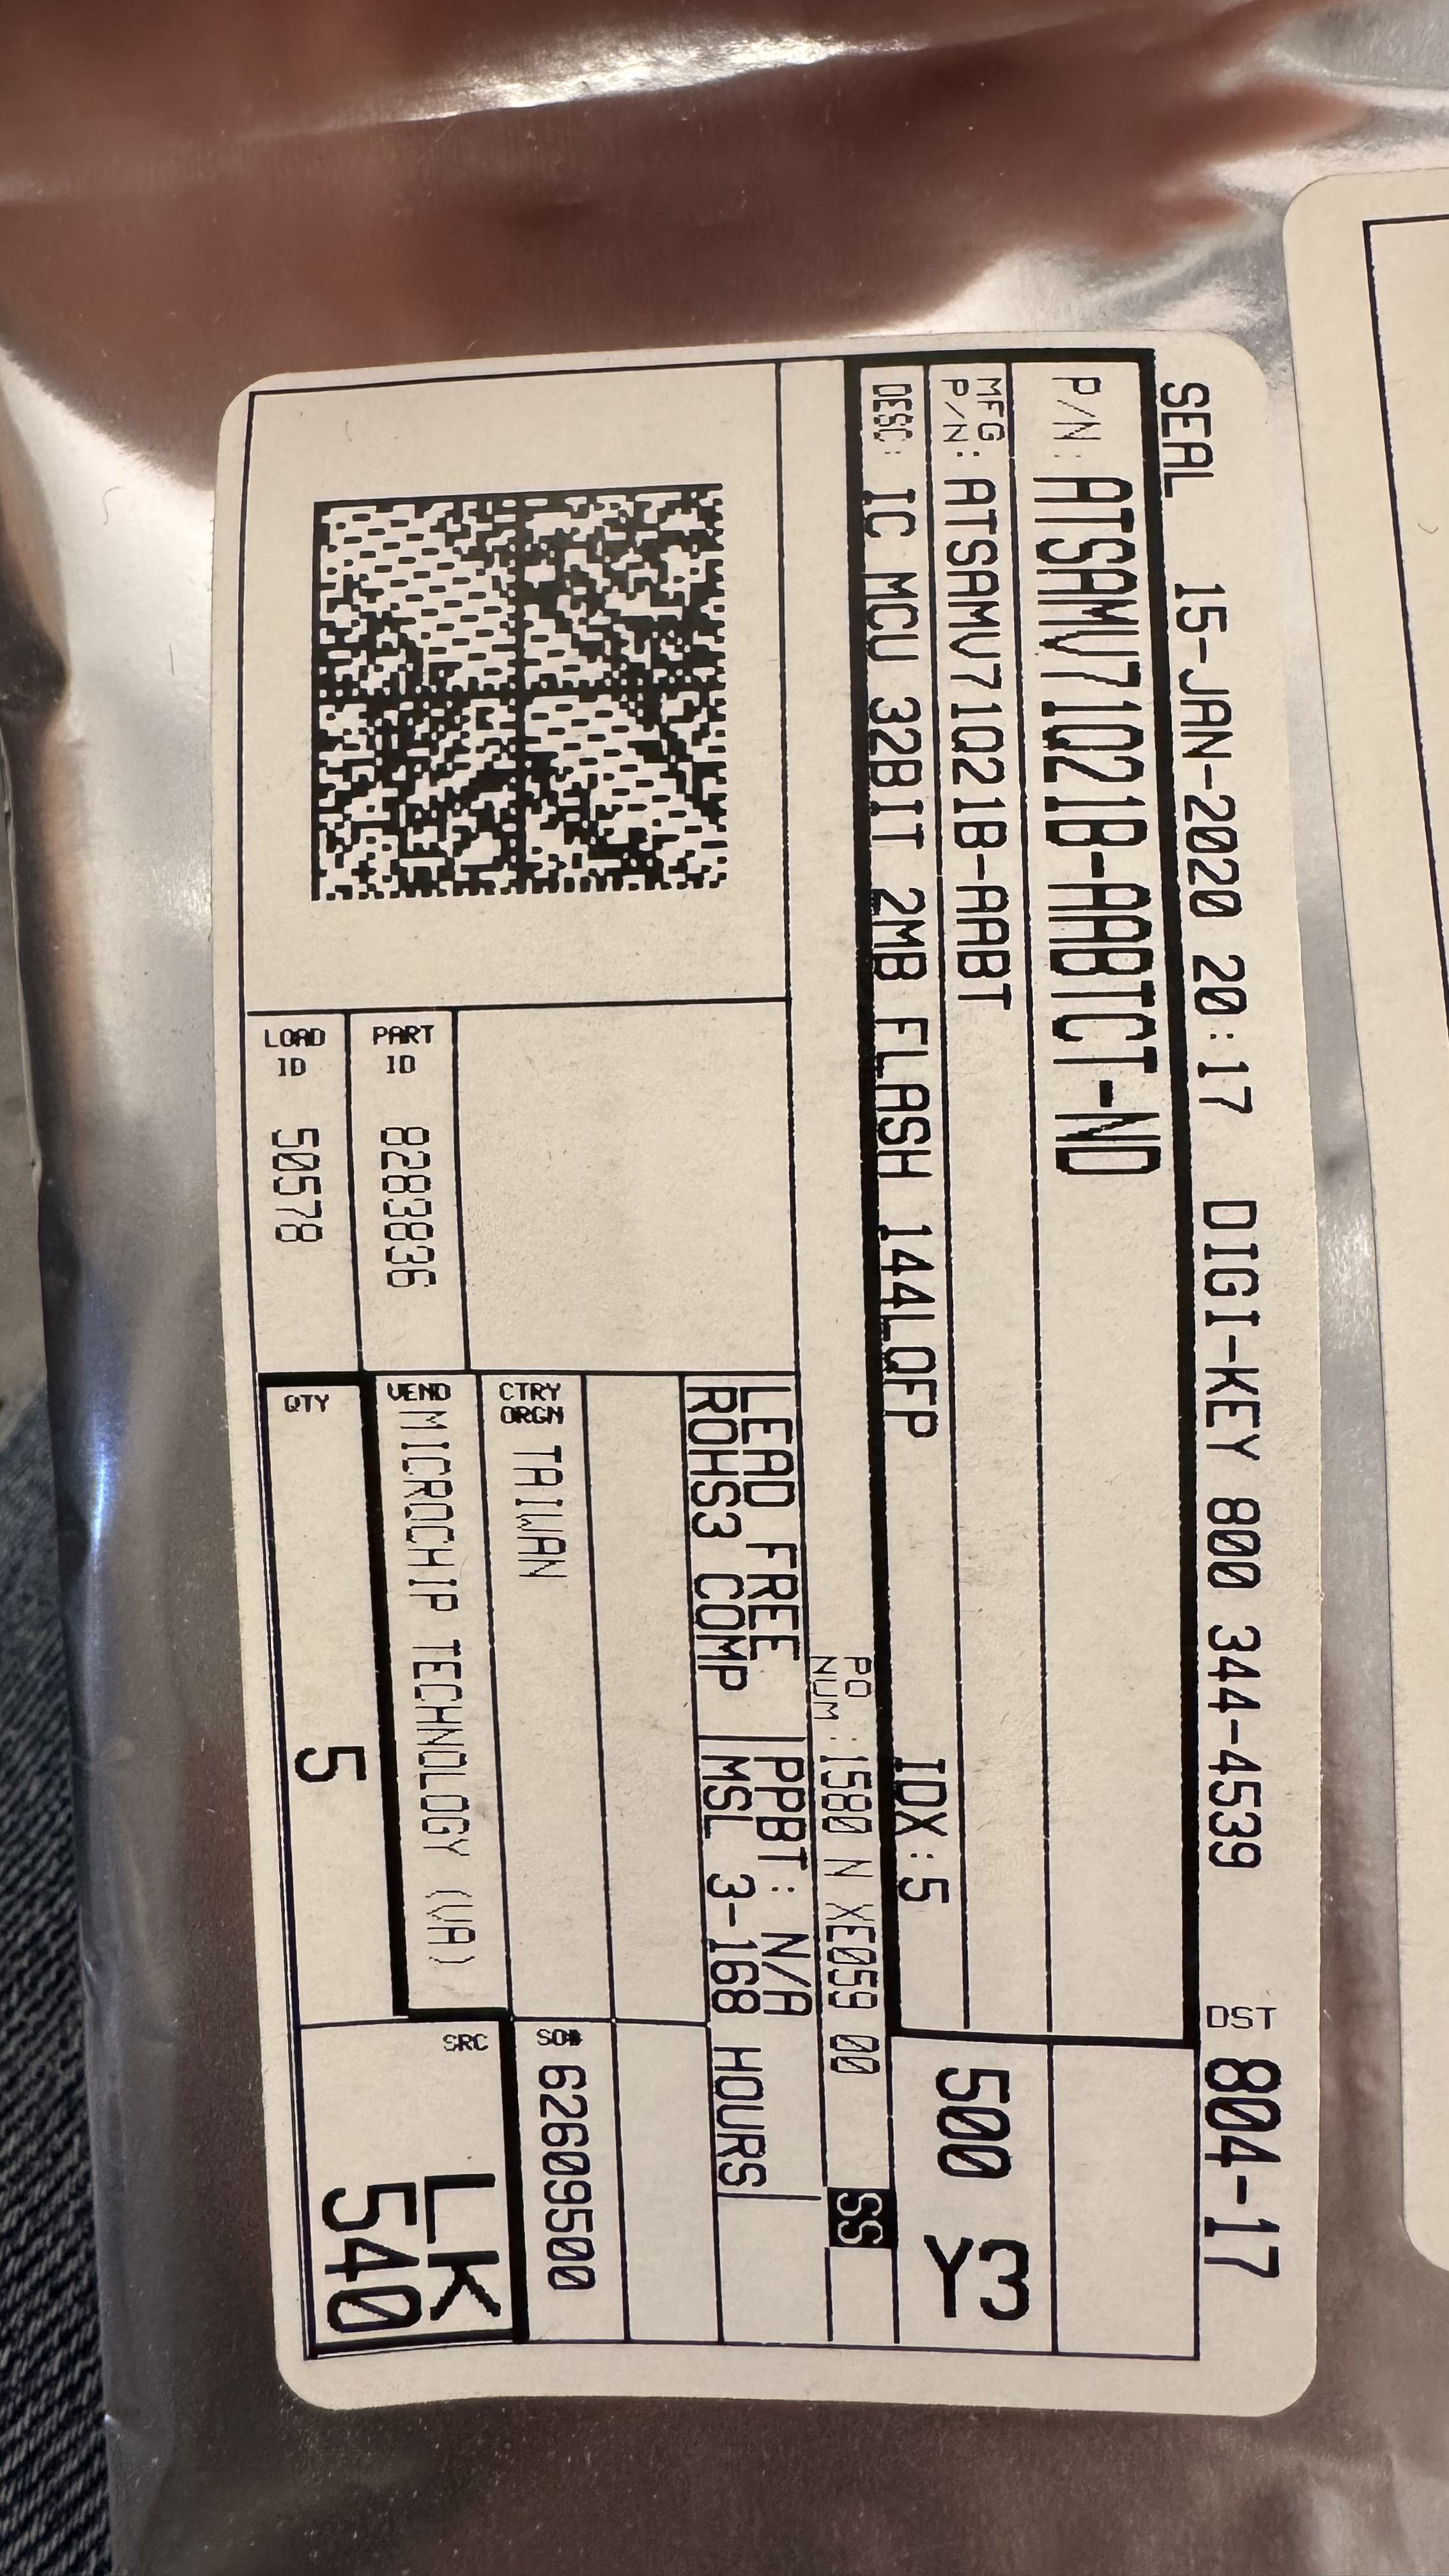 SEAL 15-JAN-2020 20:17 DIGI-KEY 800 344-4539 DST 804-17
P/N: ATSAMV71Q21B-AABTCT-ND
MFG P/N: ATSAMV71Q21B-AABT
500 Y3
DESC: IC MCU 32BIT 2MB FLASH 144LQFP IDX:5
PO NUM :1580 N XE059 00 SS
LEAD FREE PPBT: N/A
ROHS3 COMP MSL 3-168 HOURS
CTRY ORGN TAIWAN
SO# 62609500
PART ID 8283836
VEND MICROCHIP TECHNOLOGY (VA)
LOAD ID 50578
QTY 5
SRC LK 540